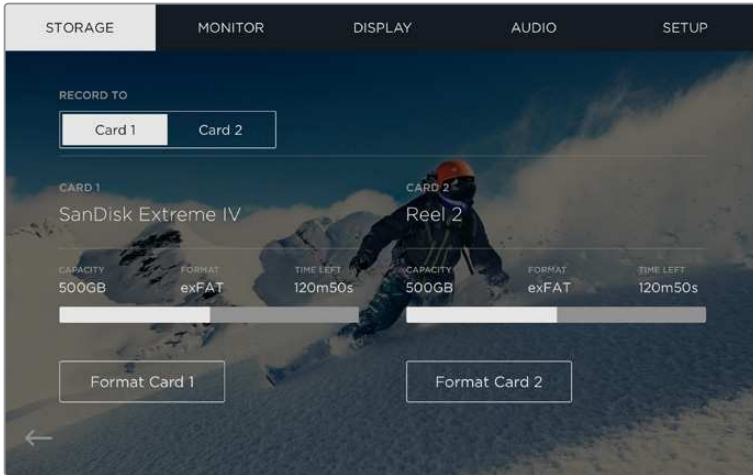 STORAGE MONITOR DISPLAY AUDIO SETUP
RECORD TO
Card 1 Card 2
CARD 1 CARD 2
SanDisk Extreme IV Reel 2
CAPACITY FORMAT TIME LEFT CAPACITY FORMAT TIME LEFT
500GB exFAT 120m50s 500GB exFAT 120m50s
Format Card 1 Format Card 2